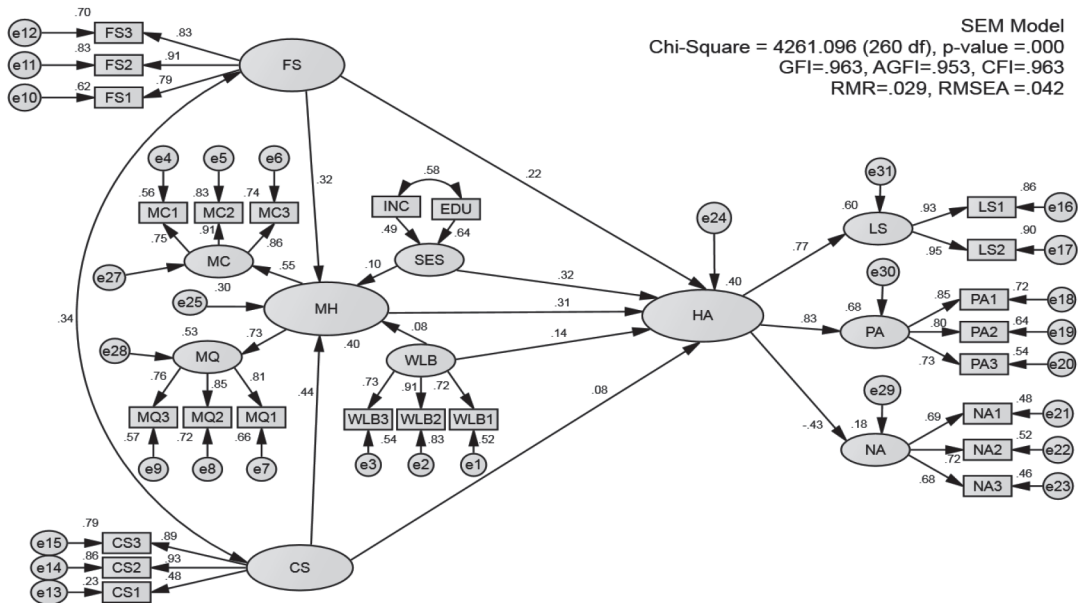 SEM Model
Chi-Square = 4261.096 (260 df), p-value =.000
GFI=.963, AGFI=.953, CFI=.963
RMR=.029, RMSEA =.042
e12
.70
FS3
.83
e11
.83
FS2
.91
e10
.62
FS1
.79
FS
.34
.32
.22
e4
e5
e6
.56
MC1
.83
MC2
.74
MC3
.75
.91
.86
MC
.30
e27
.55
.58
INC
EDU
.49
.64
SES
.10
.32
e25
MH
.40
.31
e28
.53
MQ
.73
.76
.85
.81
MQ3
MQ2
MQ1
.57
.72
.66
e9
e8
e7
.08
WLB
.14
.73
.91
.72
WLB3
WLB2
WLB1
.54
.83
.52
e3
e2
e1
.44
.08
e15
.79
CS3
.89
e14
.86
CS2
.93
e13
.23
CS1
.48
CS
e24
.40
HA
.77
.83
-.43
e31
.60
LS
.93
LS1
.86
e16
.95
LS2
.90
e17
e30
.68
PA
.85
PA1
.72
e18
.80
PA2
.64
e19
.73
PA3
.54
e20
e29
.18
NA
.69
NA1
.48
e21
.72
NA2
.52
e22
.68
NA3
.46
e23